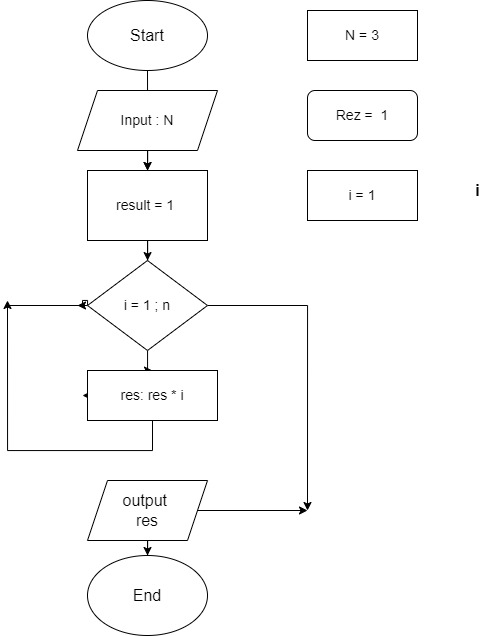 Start
Input : N
result = 1
i = 1 ; n
res: res * i
output
res
End
N = 3
Rez =  1
i = 1
i